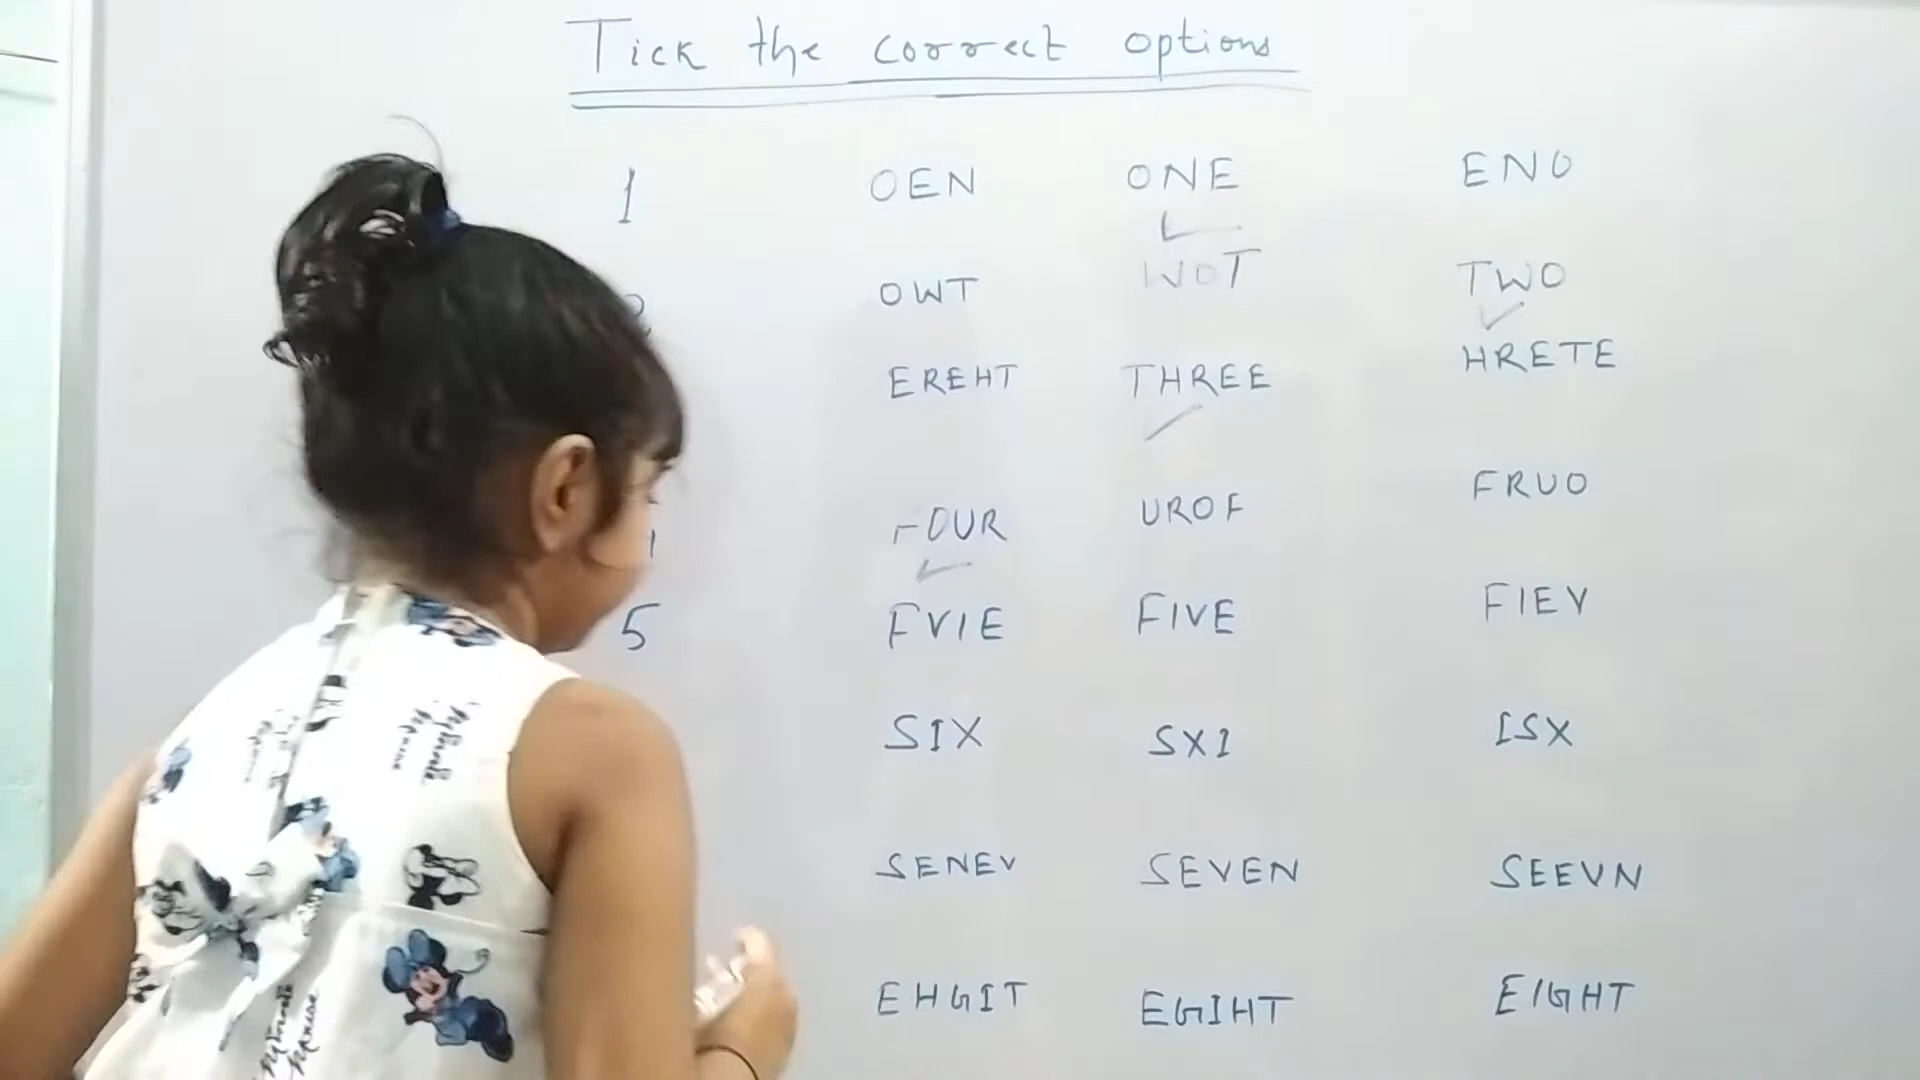 Tick the correct options
1 OEN ONE ENO
OWT WOT TWO
EREHT THREE HRETE
FOUR UROF FRUO
5 FVIE FIVE FIEV
SIX SXI ISX
SENEV SEVEN SEEVN
EHGIT EGIHT EIGHT